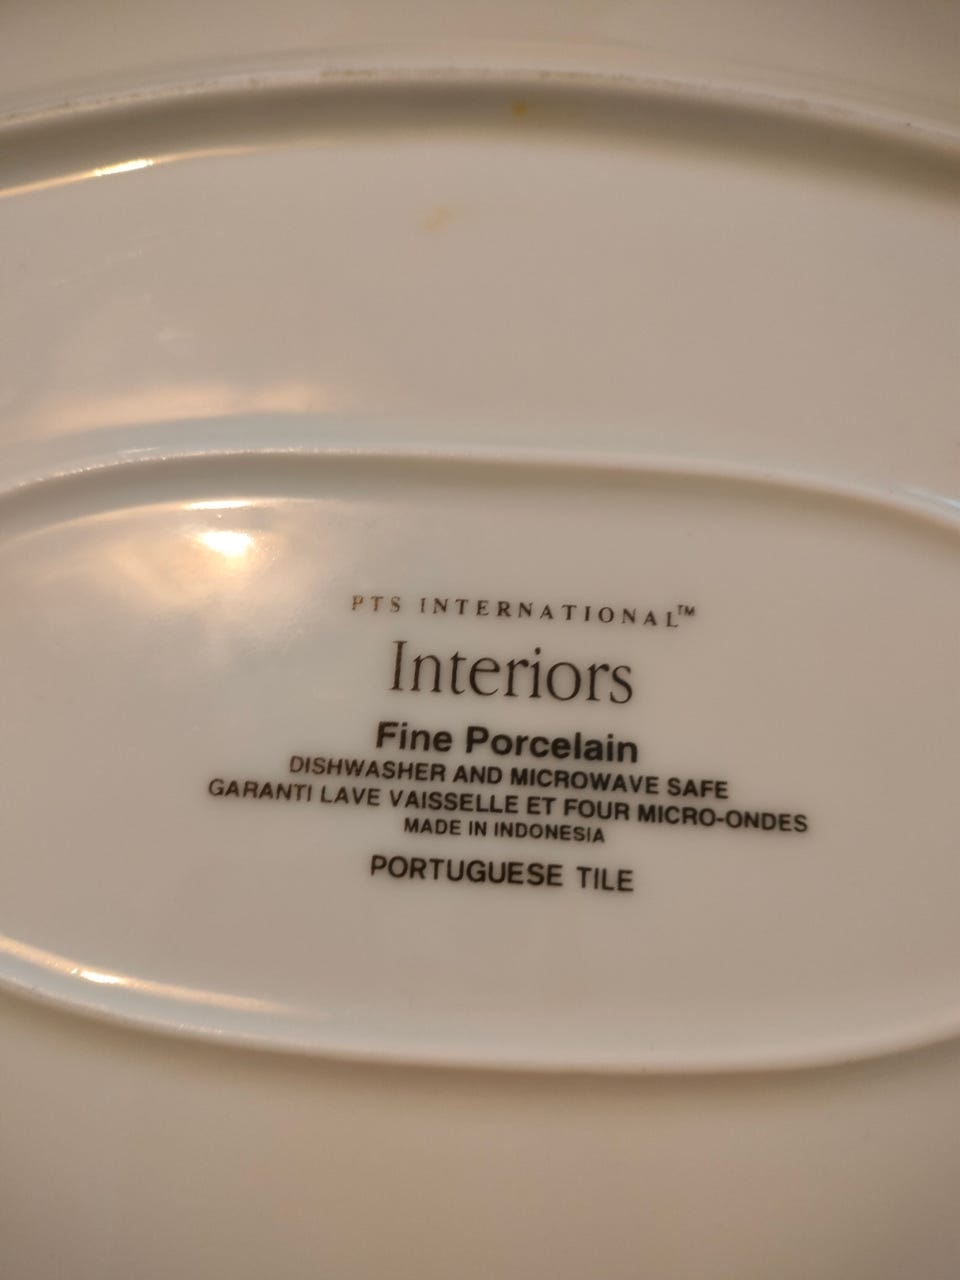 PTS INTERNATIONAL™
Interiors
Fine Porcelain
DISHWASHER AND MICROWAVE SAFE
GARANTI LAVE VAISSELLE ET FOUR MICRO-ONDES
MADE IN INDONESIA
PORTUGUESE TILE